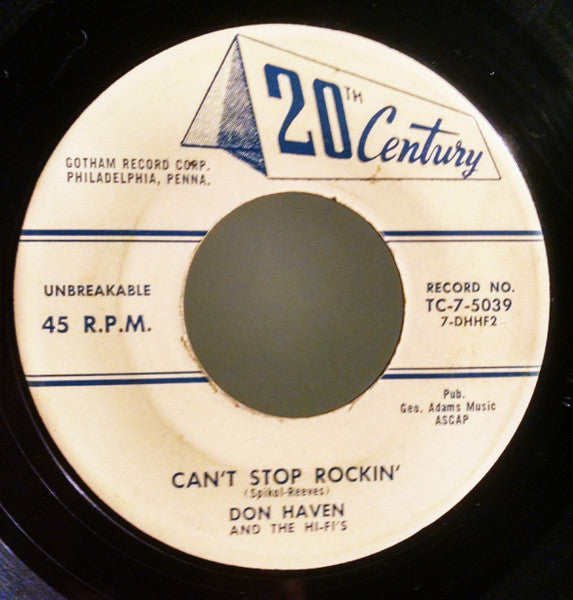 20TH Century
GOTHAM RECORD CORP.
PHILADELPHIA, PENNA.
UNBREAKABLE
45 R.P.M.
RECORD NO.
TC-7-5039
7-DHHF2
Pub.
Geo. Adams Music
ASCAP
CAN'T STOP ROCKIN'
(Spikol-Reeves)
DON HAVEN
AND THE HI-FI'S